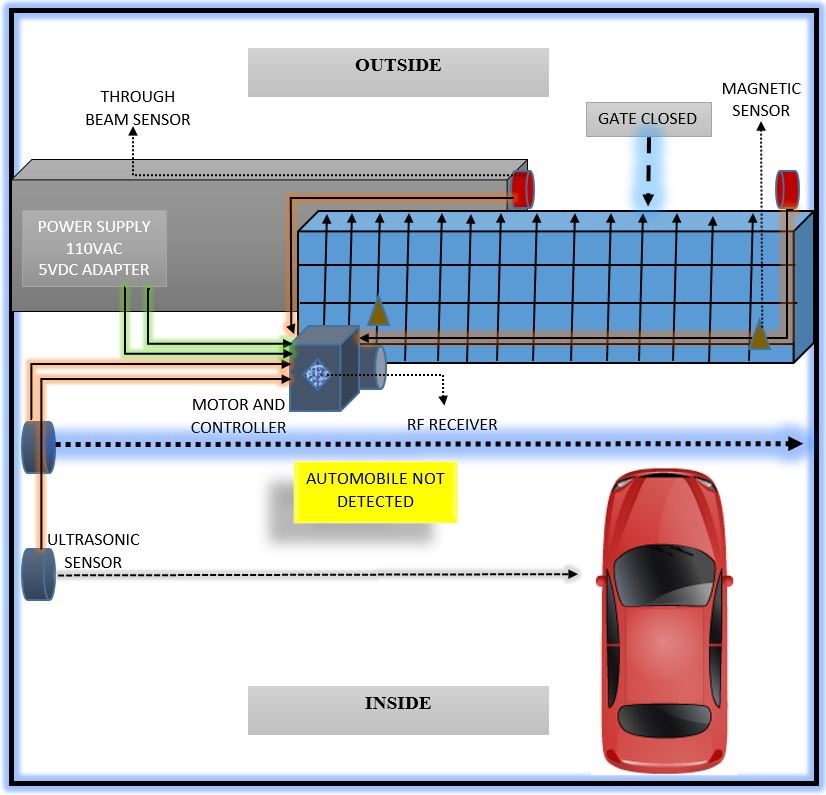 OUTSIDE
THROUGH
BEAM SENSOR
MAGNETIC
SENSOR
GATE CLOSED
POWER SUPPLY
110VAC
5VDC ADAPTER
MOTOR AND
CONTROLLER
RF RECEIVER
AUTOMOBILE NOT
DETECTED
ULTRASONIC
SENSOR
INSIDE